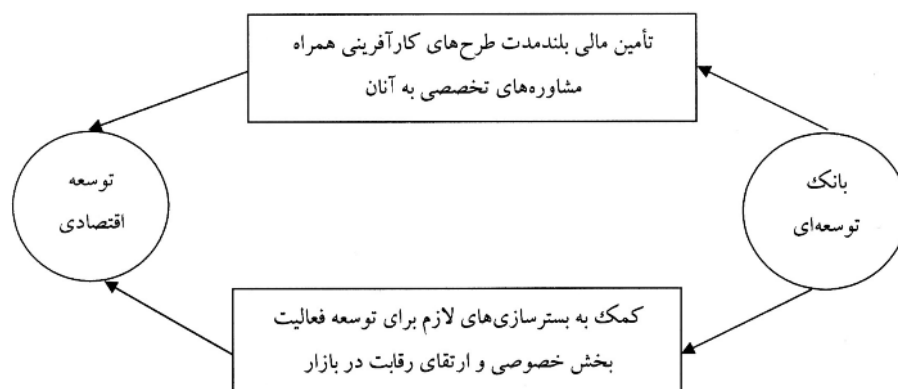 تأمین مالی بلندمدت طرح‌های کارآفرینی همراه
مشاوره‌های تخصصی به آنان
بانک
توسعه‌ای
توسعه
اقتصادی
کمک به بسترسازی‌های لازم برای توسعه فعالیت
بخش خصوصی و ارتقای رقابت در بازار